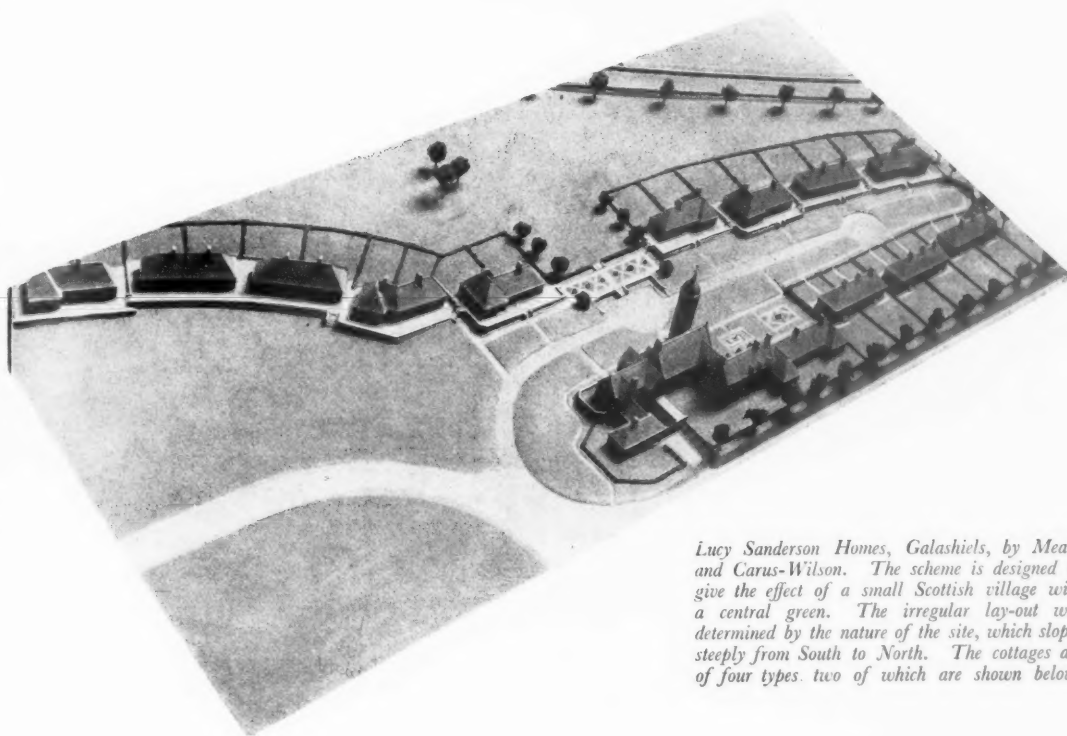 Lucy Sanderson Homes, Galashiels, by Mea
and Carus-Wilson. The scheme is designed
give the effect of a small Scottish village wi
a central green. The irregular lay-out w
determined by the nature of the site, which slop
steeply from South to North. The cottages a
of four types. two of which are shown below